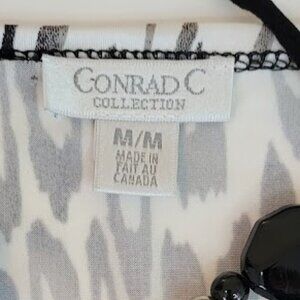 CONRAD C
COLLECTION
M/M
MADE IN
FAIT AU
CANADA